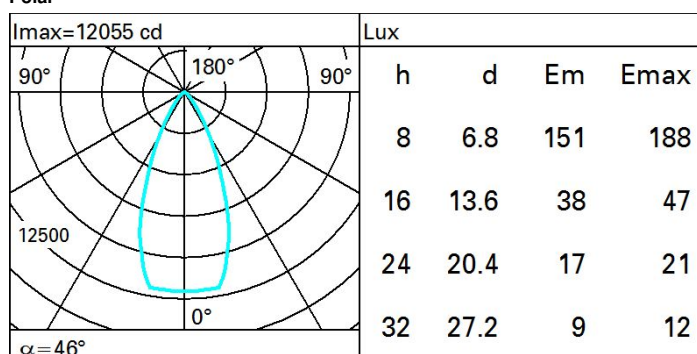 Polar
Imax=12055 cd Lux
90° 180° 90° h d Em Emax
8 6.8 151 188
16 13.6 38 47
12500
24 20.4 17 21
0°
32 27.2 9 12
α=46°